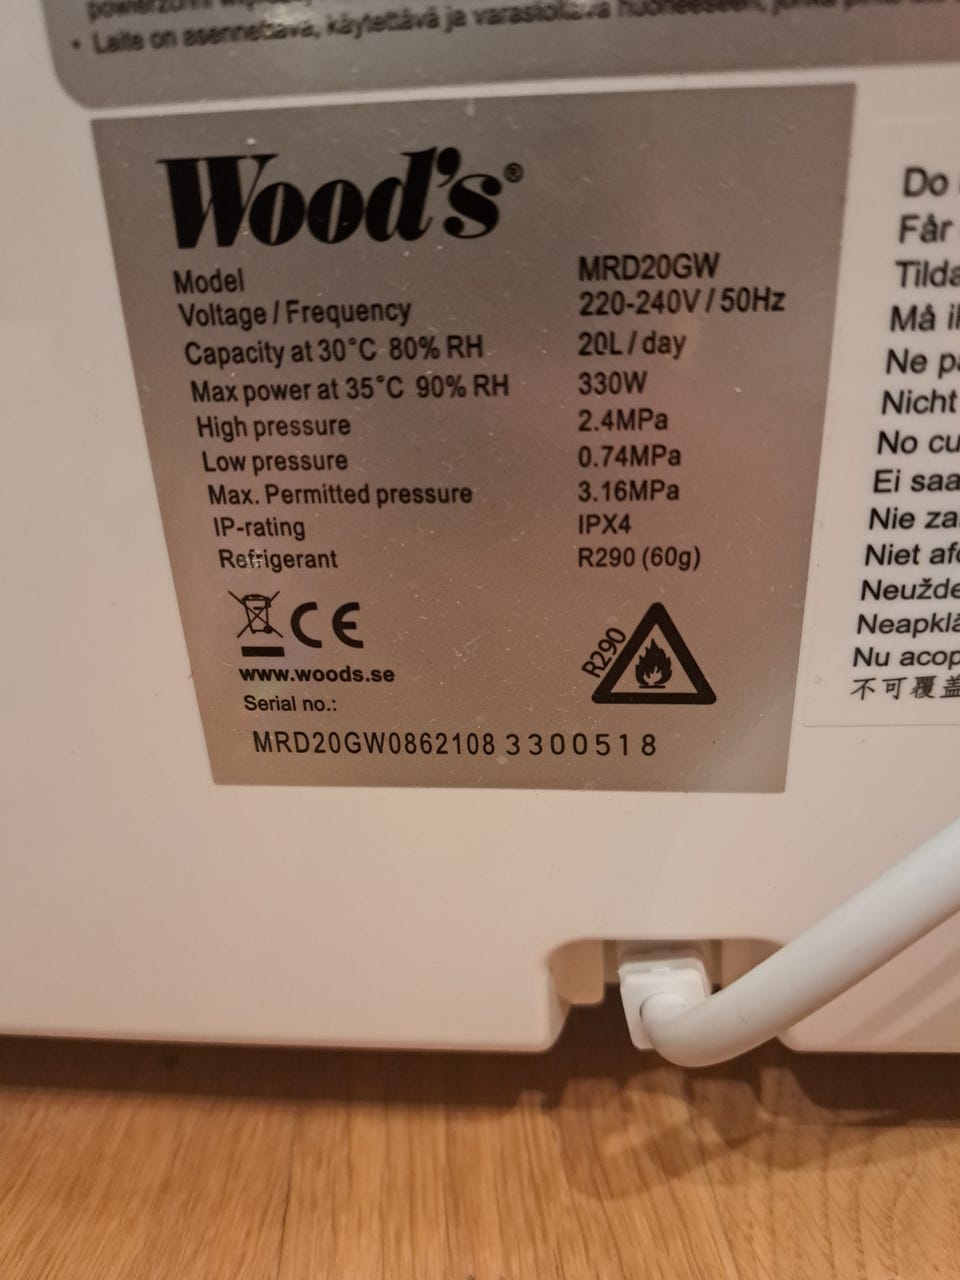 • Laite on asennettava, käytettävä ja varastoitava huoneeseen, jonka
Wood's®
Model MRD20GW
Voltage / Frequency 220-240V / 50Hz
Capacity at 30°C 80% RH 20L / day
Max power at 35°C 90% RH 330W
High pressure 2.4MPa
Low pressure 0.74MPa
Max. Permitted pressure 3.16MPa
IP-rating IPX4
Refrigerant R290 (60g)
CE
R290
www.woods.se
Serial no.:
MRD20GW0862108 3300518
Do
Får
Tilda
Må i
Ne p
Nicht
No cu
Ei saa
Nie za
Niet afd
Neužde
Neapklā
Nu acop
不可覆盖